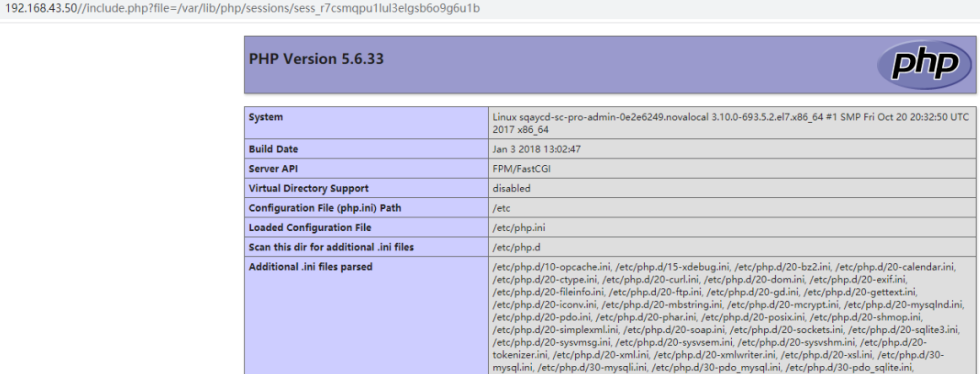 192.168.43.50//include.php?file=/var/lib/php/sessions/sess_r7csmqpu1lul3elgsb6o9g6u1b
PHP Version 5.6.33
php
System
Linux sqaycd-sc-pro-admin-0e2e6249.novalocal 3.10.0-693.5.2.el7.x86_64 #1 SMP Fri Oct 20 20:32:50 UTC
2017 x86_64
Build Date
Jan 3 2018 13:02:47
Server API
FPM/FastCGI
Virtual Directory Support
disabled
Configuration File (php.ini) Path
/etc
Loaded Configuration File
/etc/php.ini
Scan this dir for additional .ini files
/etc/php.d
Additional .ini files parsed
/etc/php.d/10-opcache.ini, /etc/php.d/15-xdebug.ini, /etc/php.d/20-bz2.ini, /etc/php.d/20-calendar.ini,
/etc/php.d/20-ctype.ini, /etc/php.d/20-curl.ini, /etc/php.d/20-dom.ini, /etc/php.d/20-exif.ini,
/etc/php.d/20-fileinfo.ini, /etc/php.d/20-ftp.ini, /etc/php.d/20-gd.ini, /etc/php.d/20-gettext.ini,
/etc/php.d/20-iconv.ini, /etc/php.d/20-mbstring.ini, /etc/php.d/20-mcrypt.ini, /etc/php.d/20-mysqlnd.ini,
/etc/php.d/20-pdo.ini, /etc/php.d/20-phar.ini, /etc/php.d/20-posix.ini, /etc/php.d/20-shmop.ini,
/etc/php.d/20-simplexml.ini, /etc/php.d/20-soap.ini, /etc/php.d/20-sockets.ini, /etc/php.d/20-sqlite3.ini,
/etc/php.d/20-sysvmsg.ini, /etc/php.d/20-sysvsem.ini, /etc/php.d/20-sysvshm.ini, /etc/php.d/20-
tokenizer.ini, /etc/php.d/20-xml.ini, /etc/php.d/20-xmlwriter.ini, /etc/php.d/20-xsl.ini, /etc/php.d/30-
mysql.ini, /etc/php.d/30-mysqli.ini, /etc/php.d/30-pdo_mysql.ini, /etc/php.d/30-pdo_sqlite.ini,